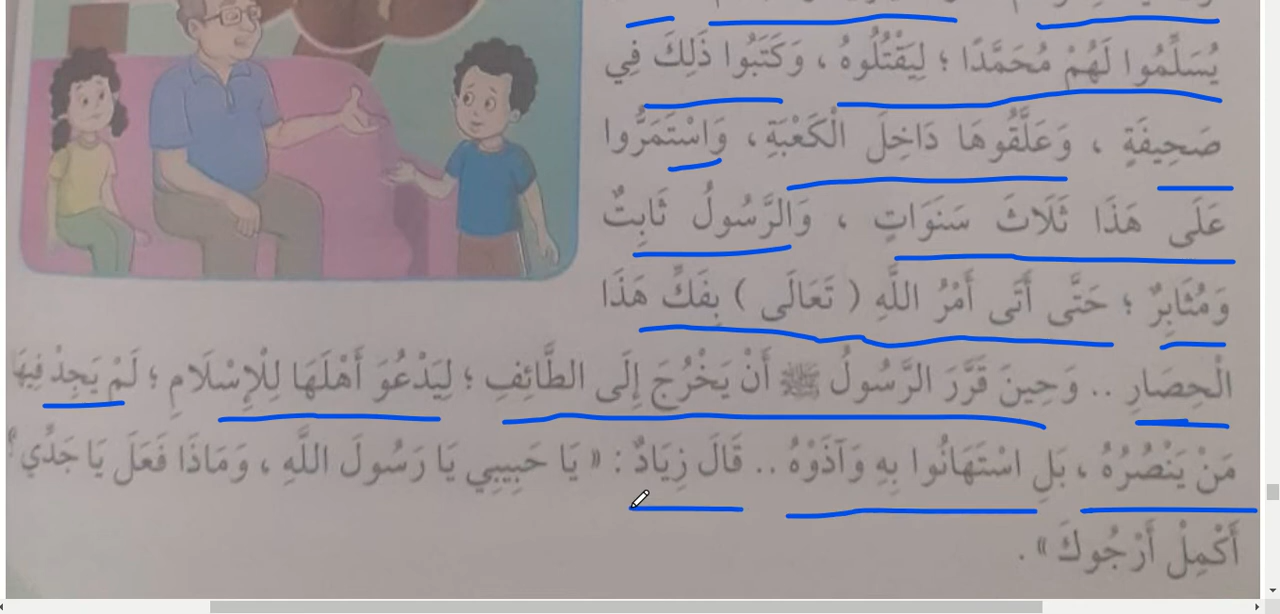 يُسَلِّمُوا لَهُمْ مُحَمَّدًا ؛ لِيَقْتُلُوهُ ، وَكَتَبُوا ذَلِكَ فِي
صَحِيفَةٍ ، وَعَلَّقُوهَا دَاخِلَ الْكَعْبَةِ، وَاسْتَمَرُّوا
عَلَى هَذَا ثَلَاثَ سَنَوَاتٍ ، وَالرَّسُولُ ثَابِتٌ
وَمُثَابِرٌ ؛ حَتَّى أَتَى أَمْرُ اللَّهِ ( تَعَالَى ) بِفَكِّ هَذَا
الْحِصَارِ .. وَحِينَ قَرَّرَ الرَّسُولُ ﷺ أَنْ يَخْرُجَ إِلَى الطَّائِفِ ؛ لِيَدْعُوَ أَهْلَهَا لِلْإِسْلَامِ ؛ لَمْ يَجِدْ فِيهَا
مَنْ يَنْصُرُهُ ، بَلِ اسْتَهَانُوا بِهِ وَآذَوْهُ .. قَالَ زِيَادٌ : « يَا حَبِيبِي يَا رَسُولَ اللَّهِ ، وَمَاذَا فَعَلَ يَا جَدِّي؟
أَكْمِلْ أَرْجُوكَ » .